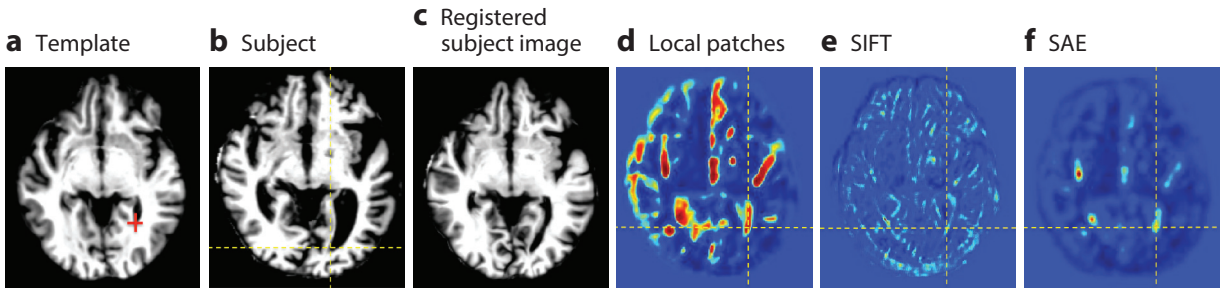 a Template
b Subject
c Registered
subject image
d Local patches
e SIFT
f SAE